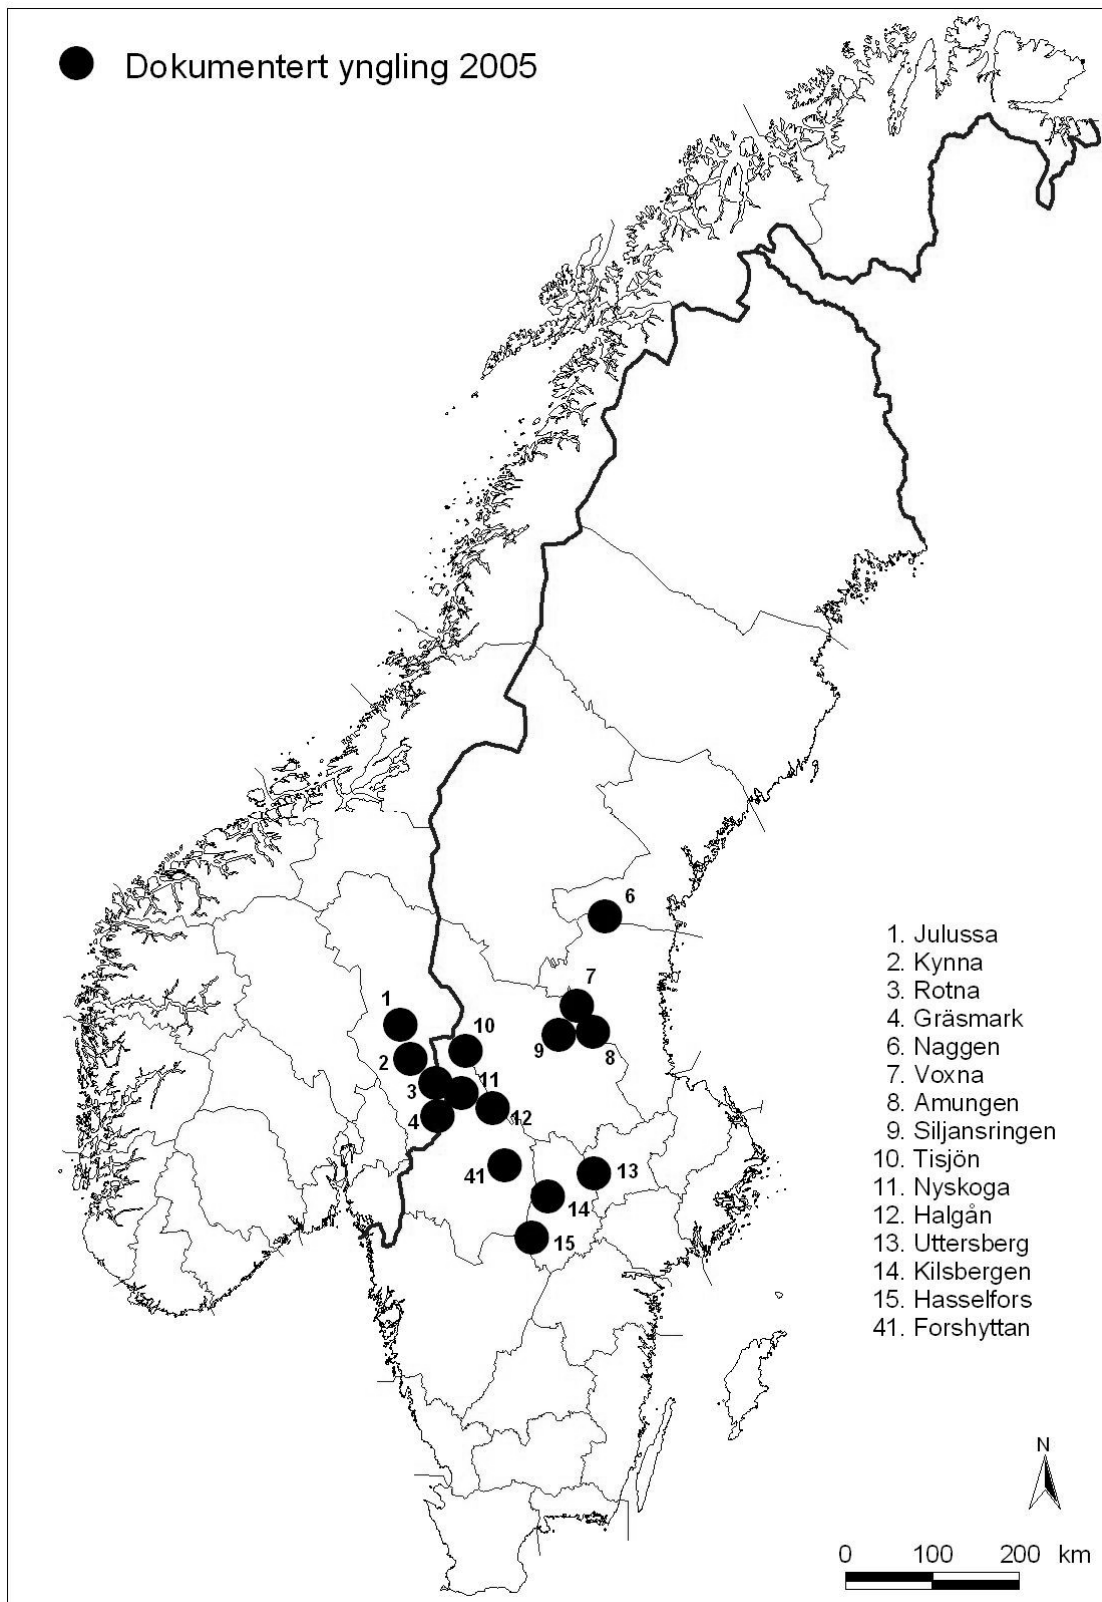 Dokumentert yngling 2005
6
7
9
8
1
10
2
3
11
4
12
41
13
14
15
1. Julussa
2. Kynna
3. Rotna
4. Gräsmark
6. Naggen
7. Voxna
8. Amungen
9. Siljansringen
10. Tisjön
11. Nyskoga
12. Halgån
13. Uttersberg
14. Kilsbergen
15. Hasselfors
41. Forshyttan
N
0 100 200 km